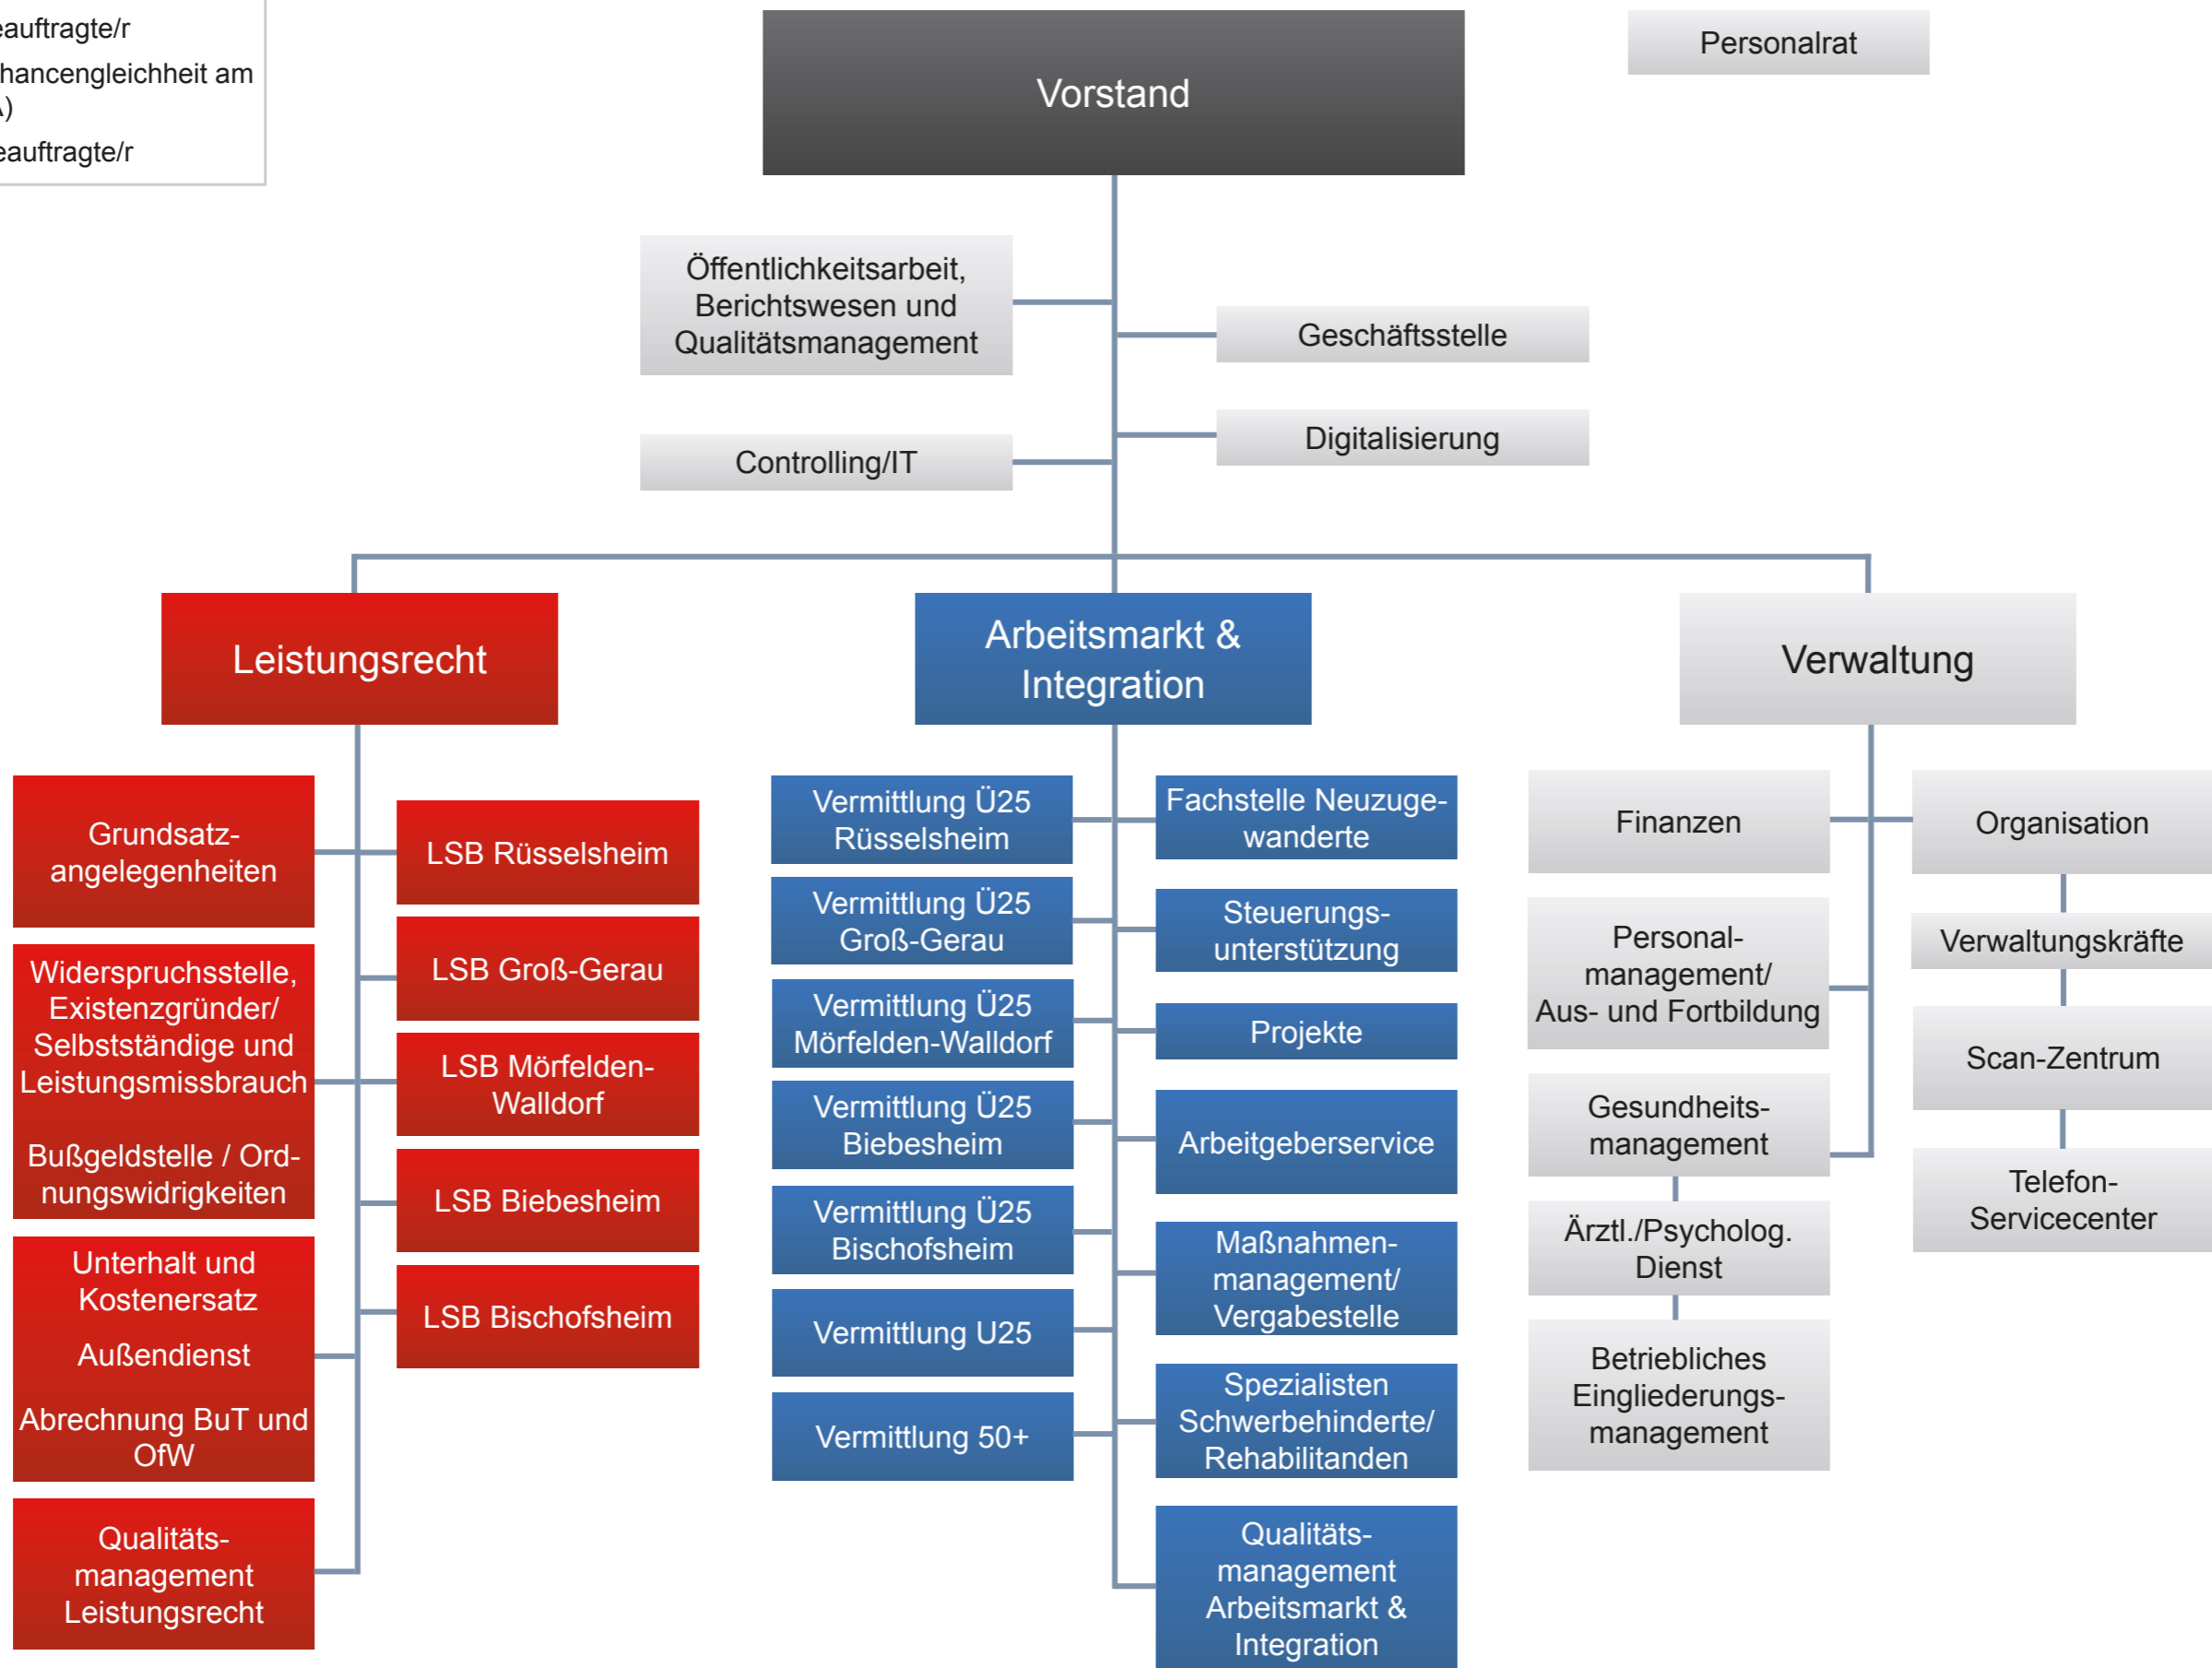 eauftragte/r
hancengleichheit am
A)
eauftragte/r
Vorstand
Personalrat
Öffentlichkeitsarbeit,
Berichtswesen und
Qualitätsmanagement
Geschäftsstelle
Digitalisierung
Controlling/IT
Leistungsrecht
Grundsatz-
angelegenheiten
Widerspruchsstelle,
Existenzgründer/
Selbstständige und
Leistungsmissbrauch
Bußgeldstelle / Ord-
nungswidrigkeiten
Unterhalt und
Kostenersatz
Außendienst
Abrechnung BuT und
OfW
Qualitäts-
management
Leistungsrecht
LSB Rüsselsheim
LSB Groß-Gerau
LSB Mörfelden-
Walldorf
LSB Biebesheim
LSB Bischofsheim
Arbeitsmarkt &
Integration
Vermittlung Ü25
Rüsselsheim
Vermittlung Ü25
Groß-Gerau
Vermittlung Ü25
Mörfelden-Walldorf
Vermittlung Ü25
Biebesheim
Vermittlung Ü25
Bischofsheim
Vermittlung U25
Vermittlung 50+
Fachstelle Neuzuge-
wanderte
Steuerungs-
unterstützung
Projekte
Arbeitgeberservice
Maßnahmen-
management/
Vergabestelle
Spezialisten
Schwerbehinderte/
Rehabilitanden
Qualitäts-
management
Arbeitsmarkt &
Integration
Verwaltung
Finanzen
Personal-
management/
Aus- und Fortbildung
Gesundheits-
management
Ärztl./Psycholog.
Dienst
Betriebliches
Eingliederungs-
management
Organisation
Verwaltungskräfte
Scan-Zentrum
Telefon-
Servicecenter